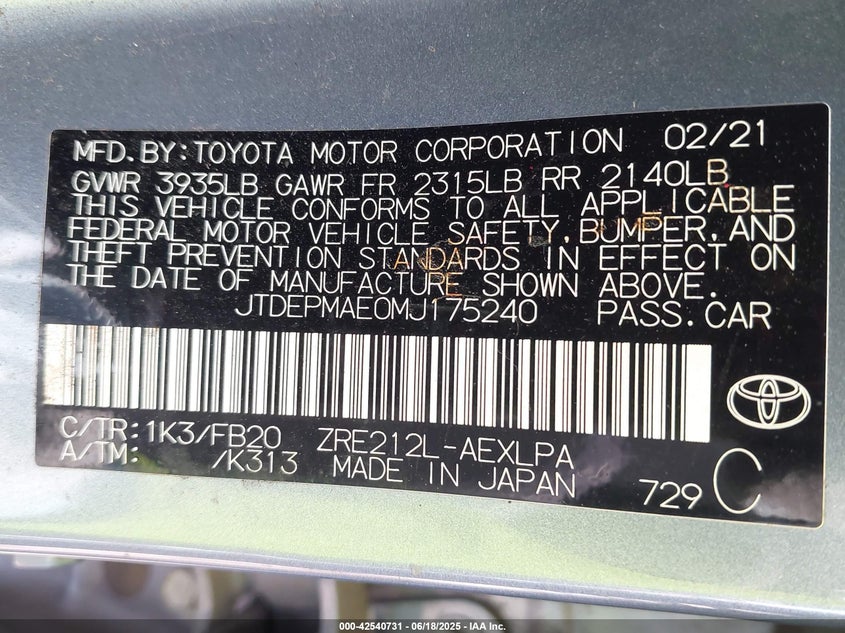 MFD.BY:TOYOTA MOTOR CORPORATION 02/21
GVWR 3935LB GAWR FR 2315LB RR 2140LB
THIS VEHICLE CONFORMS TO ALL APPLICABLE
FEDERAL MOTOR VEHICLE SAFETY,BUMPER,AND
THEFT PREVENTION STANDARDS IN EFFECT ON
THE DATE OF MANUFACTURE SHOWN ABOVE.
JTDEPMAE0MJ175240 PASS.CAR
C/TR:1K3/FB20 ZRE212L-AEXLPA
A/TM: /K313 MADE IN JAPAN
729 C
000-42540731 - 06/18/2025 - IAA Inc.